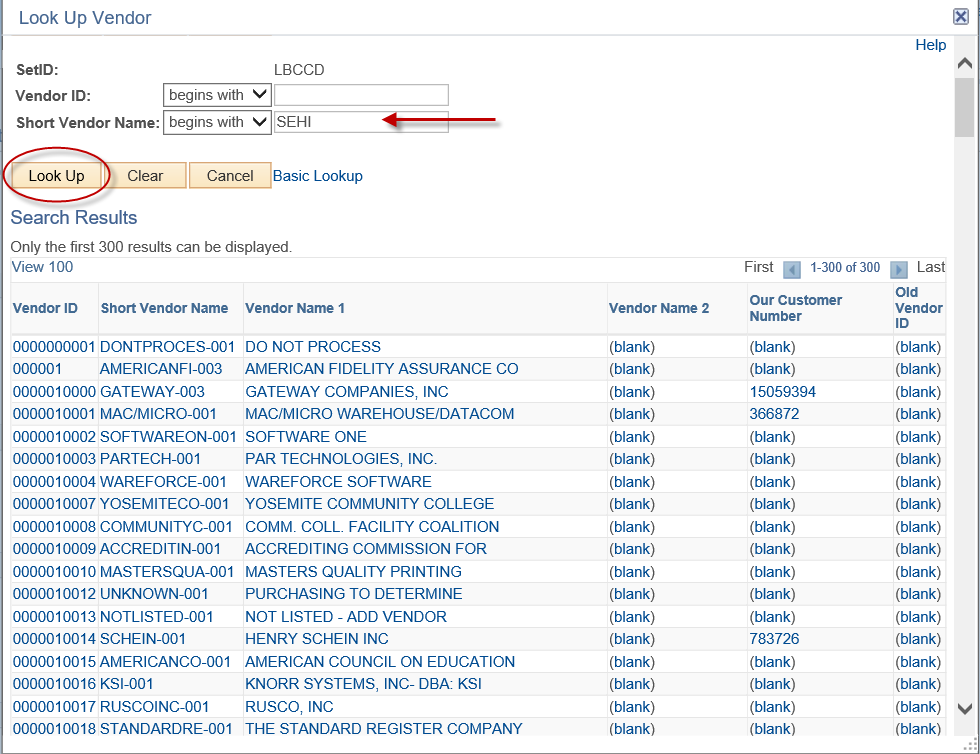 Look Up Vendor
Help
SetID: LBCCD
Vendor ID: begins with
Short Vendor Name: begins with SEHI
Look Up Clear Cancel Basic Lookup
Search Results
Only the first 300 results can be displayed.
View 100 First 1-300 of 300 Last
Vendor ID Short Vendor Name Vendor Name 1 Vendor Name 2 Our Customer Number Old Vendor ID
0000000001 DONTPROCES-001 DO NOT PROCESS (blank) (blank) (blank)
000001 AMERICANFI-003 AMERICAN FIDELITY ASSURANCE CO (blank) (blank) (blank)
0000010000 GATEWAY-003 GATEWAY COMPANIES, INC (blank) 15059394 (blank)
0000010001 MAC/MICRO-001 MAC/MICRO WAREHOUSE/DATACOM (blank) 366872 (blank)
0000010002 SOFTWAREON-001 SOFTWARE ONE (blank) (blank) (blank)
0000010003 PARTECH-001 PAR TECHNOLOGIES, INC. (blank) (blank) (blank)
0000010004 WAREFORCE-001 WAREFORCE SOFTWARE (blank) (blank) (blank)
0000010007 YOSEMITECO-001 YOSEMITE COMMUNITY COLLEGE (blank) (blank) (blank)
0000010008 COMMUNITYC-001 COMM. COLL. FACILITY COALITION (blank) (blank) (blank)
0000010009 ACCREDITIN-001 ACCREDITING COMMISSION FOR (blank) (blank) (blank)
0000010010 MASTERSQUA-001 MASTERS QUALITY PRINTING (blank) (blank) (blank)
0000010012 UNKNOWN-001 PURCHASING TO DETERMINE (blank) (blank) (blank)
0000010013 NOTLISTED-001 NOT LISTED - ADD VENDOR (blank) (blank) (blank)
0000010014 SCHEIN-001 HENRY SCHEIN INC (blank) 783726 (blank)
0000010015 AMERICANCO-001 AMERICAN COUNCIL ON EDUCATION (blank) (blank) (blank)
0000010016 KSI-001 KNORR SYSTEMS, INC- DBA: KSI (blank) (blank) (blank)
0000010017 RUSCOINC-001 RUSCO, INC (blank) (blank) (blank)
0000010018 STANDARDRE-001 THE STANDARD REGISTER COMPANY (blank) (blank) (blank)